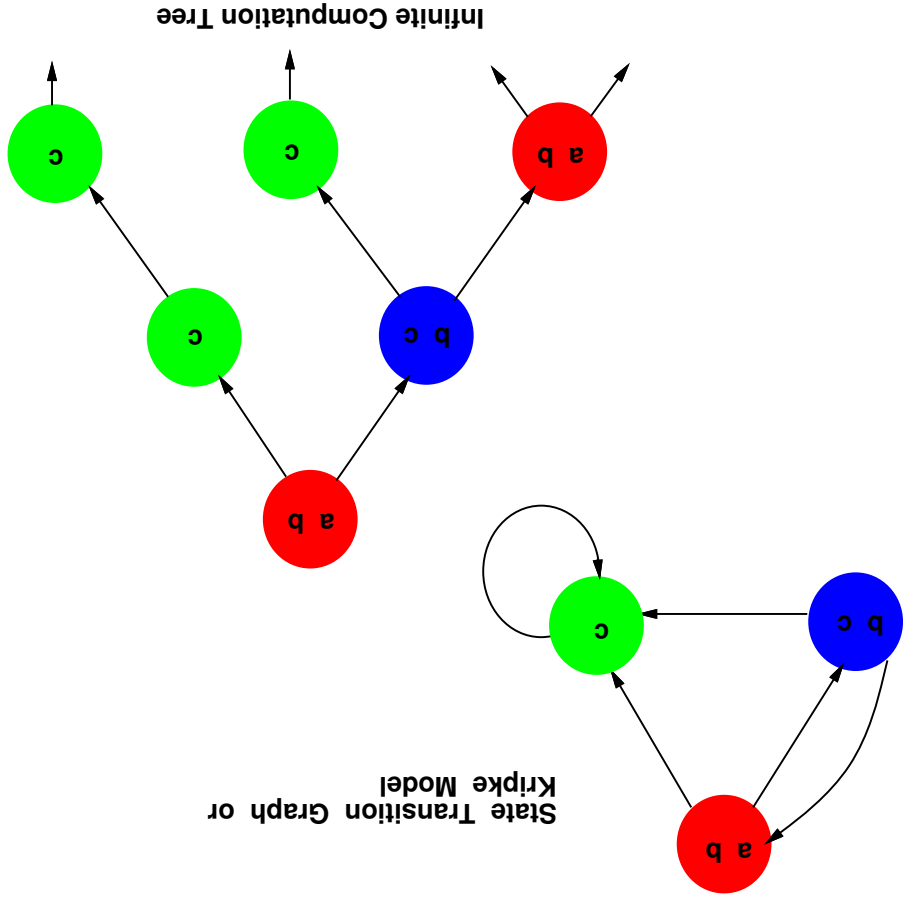 a b
b c
c
State Transition Graph or
Kripke Model
a b
b c
c
a b
c
c
Infinite Computation Tree